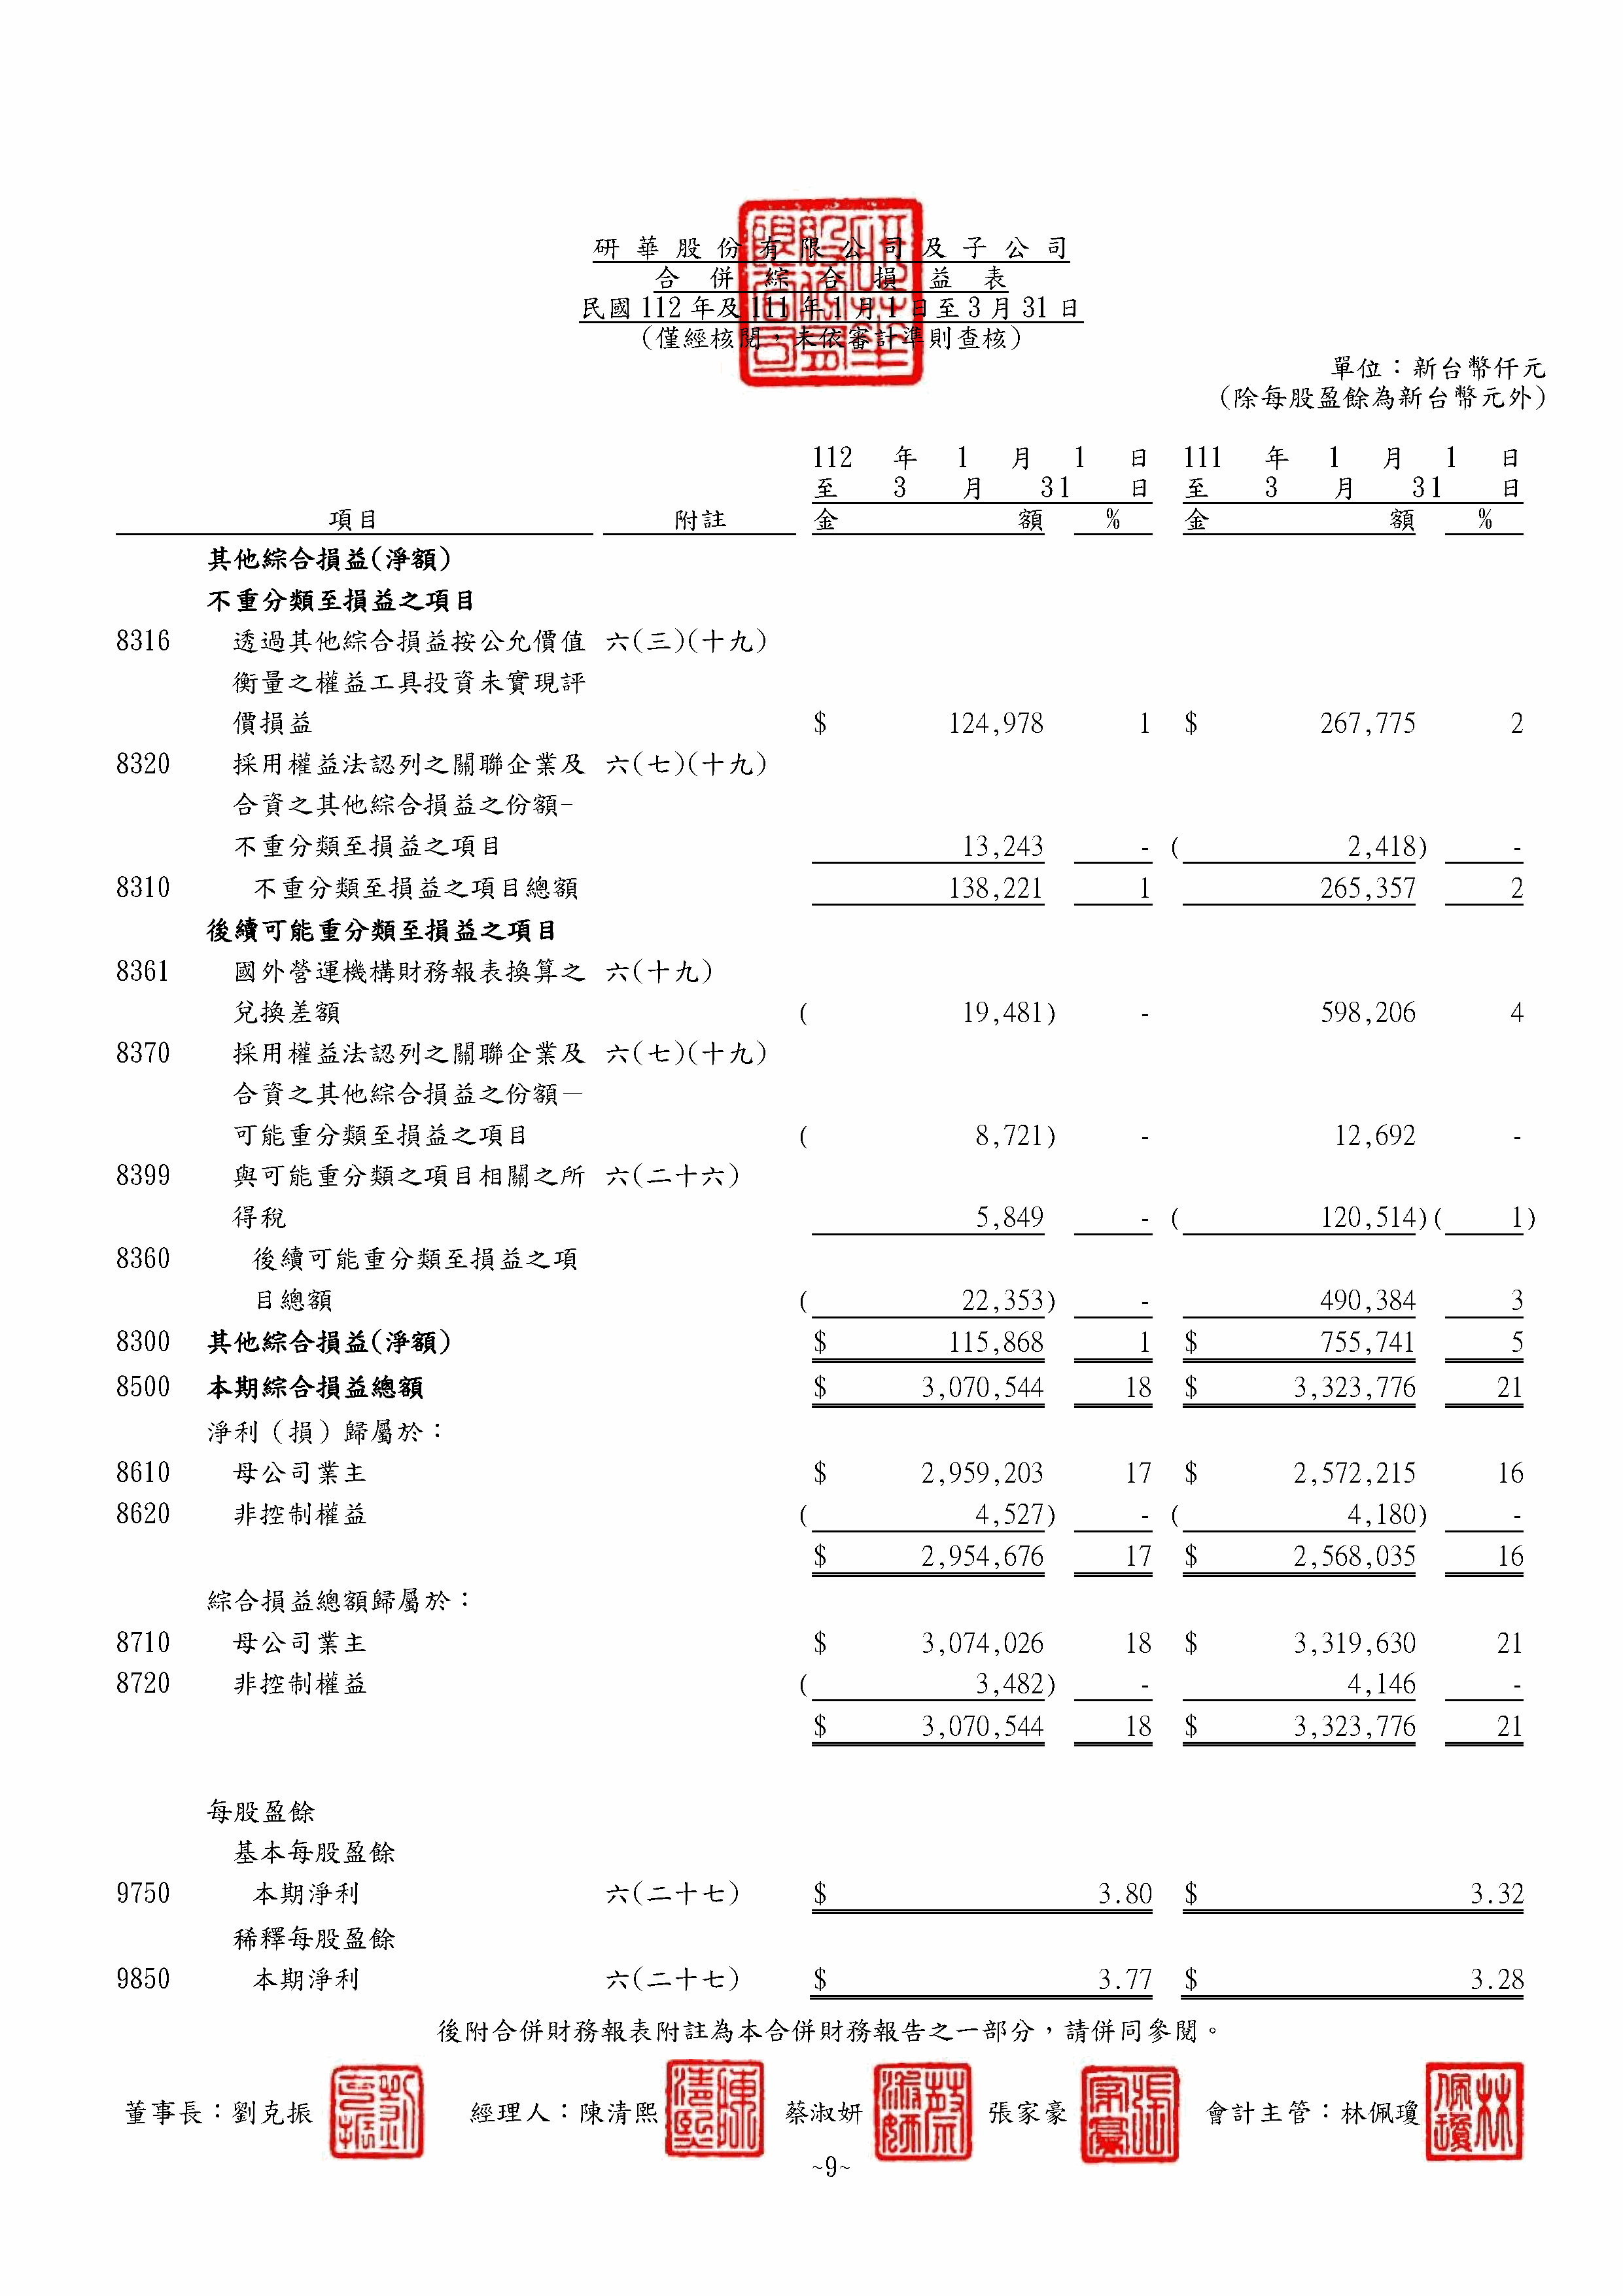 研華股份有限公司及子公司
合併綜合損益表
民國 112 年及 111 年 1 月 1 日至 3 月 31 日
(僅經核閱，未依審計準則查核)
單位：新台幣仟元
(除每股盈餘為新台幣元外)
112 年 1 月 1 日 111 年 1 月 1 日
至 3 月 31 日 至 3 月 31 日
項目 附註 金額 % 金額 %
其他綜合損益(淨額)
不重分類至損益之項目
8316 透過其他綜合損益按公允價值 六(三)(十九)
衡量之權益工具投資未實現評
價損益 $ 124,978 1 $ 267,775 2
8320 採用權益法認列之關聯企業及 六(七)(十九)
合資之其他綜合損益之份額-
不重分類至損益之項目 13,243 - ( 2,418) -
8310 不重分類至損益之項目總額 138,221 1 265,357 2
後續可能重分類至損益之項目
8361 國外營運機構財務報表換算之 六(十九)
兌換差額 ( 19,481) - 598,206 4
8370 採用權益法認列之關聯企業及 六(七)(十九)
合資之其他綜合損益之份額－
可能重分類至損益之項目 ( 8,721) - 12,692 -
8399 與可能重分類之項目相關之所 六(二十六)
得稅 5,849 - ( 120,514) ( 1)
8360 後續可能重分類至損益之項
目總額 ( 22,353) - 490,384 3
8300 其他綜合損益(淨額) $ 115,868 1 $ 755,741 5
8500 本期綜合損益總額 $ 3,070,544 18 $ 3,323,776 21
淨利（損）歸屬於：
8610 母公司業主 $ 2,959,203 17 $ 2,572,215 16
8620 非控制權益 ( 4,527) - ( 4,180) -
$ 2,954,676 17 $ 2,568,035 16
綜合損益總額歸屬於：
8710 母公司業主 $ 3,074,026 18 $ 3,319,630 21
8720 非控制權益 ( 3,482) - 4,146 -
$ 3,070,544 18 $ 3,323,776 21
每股盈餘
基本每股盈餘
9750 本期淨利 六(二十七) $ 3.80 $ 3.32
稀釋每股盈餘
9850 本期淨利 六(二十七) $ 3.77 $ 3.28
後附合併財務報表附註為本合併財務報告之一部分，請併同參閱。
董事長：劉克振 經理人：陳清熙 蔡淑妍 張家豪 會計主管：林佩瓊
~9~